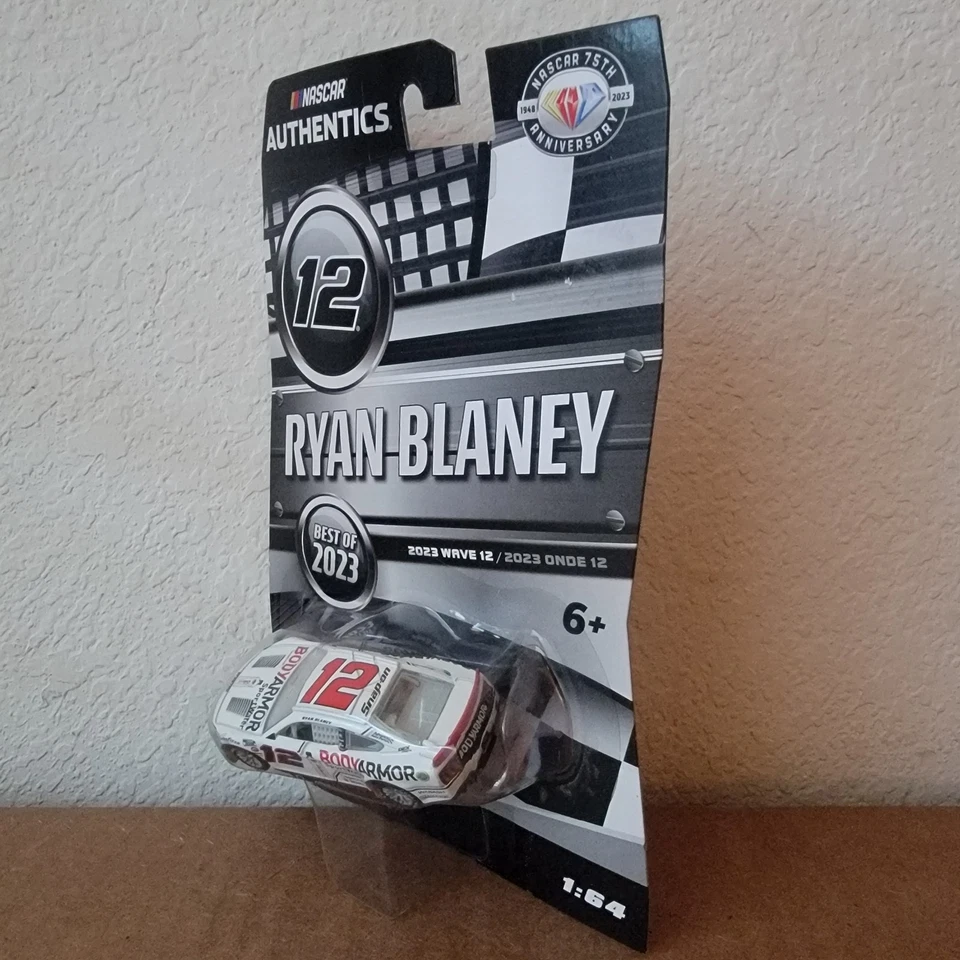 NASCAR
AUTHENTICS
NASCAR 75TH
1948 2023
ANNIVERSARY
12
RYAN BLANEY
BEST OF
2023
2023 WAVE 12 / 2023 ONDE 12
6+
BODYARMOR
12
Snap-on
BODYARMOR
12
BODYARMOR
1:64